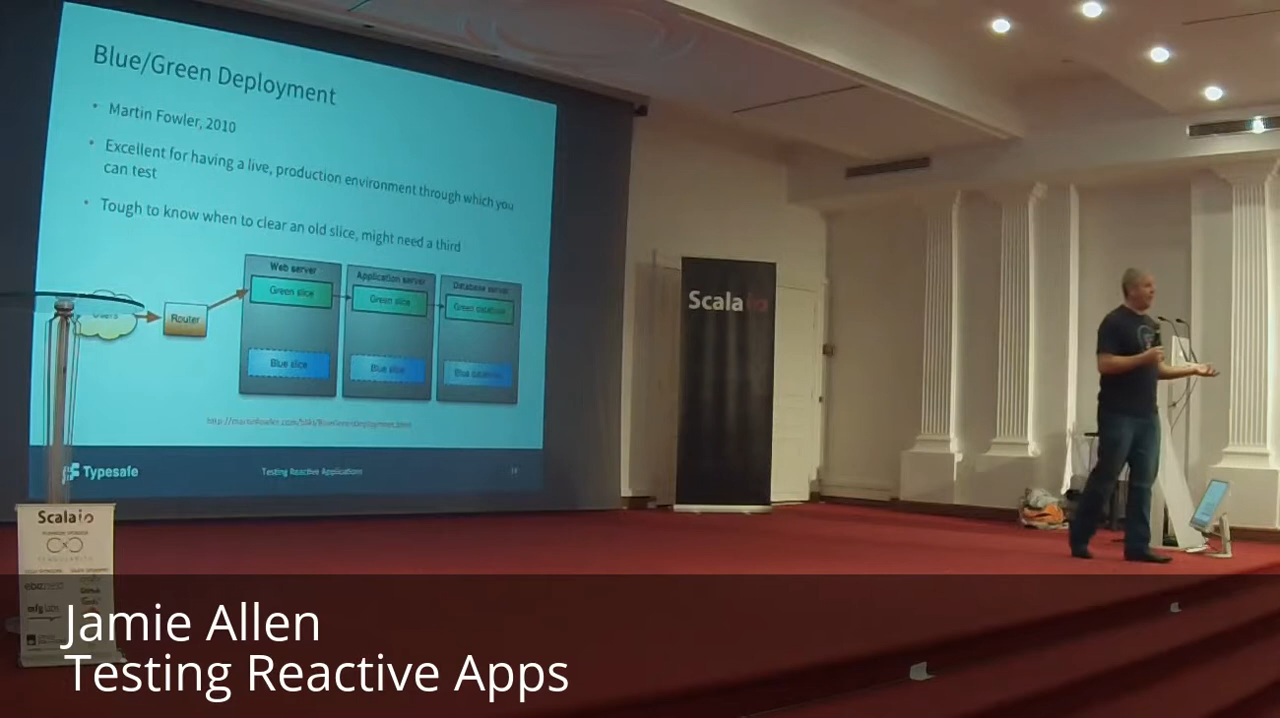 Blue/Green Deployment
• Martin Fowler, 2010
• Excellent for having a live, production environment through which you
can test
• Tough to know when to clear an old slice, might need a third
Web server
Application server
Database server
Green slice
Green slice
Green database
Router
Blue slice
Blue slice
Blue database
Typesafe
Testing Reactive Applications
Scala io
Scala io
Jamie Allen
Testing Reactive Apps